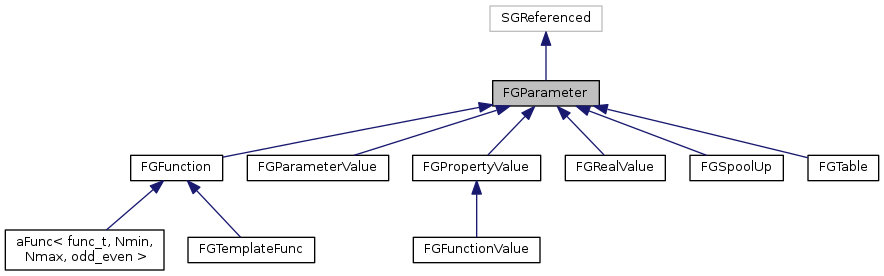 SGReferenced
FGParameter
FGFunction
FGParameterValue
FGPropertyValue
FGRealValue
FGSpoolUp
FGTable
aFunc< func_t, Nmin,
Nmax, odd_even >
FGTemplateFunc
FGFunctionValue